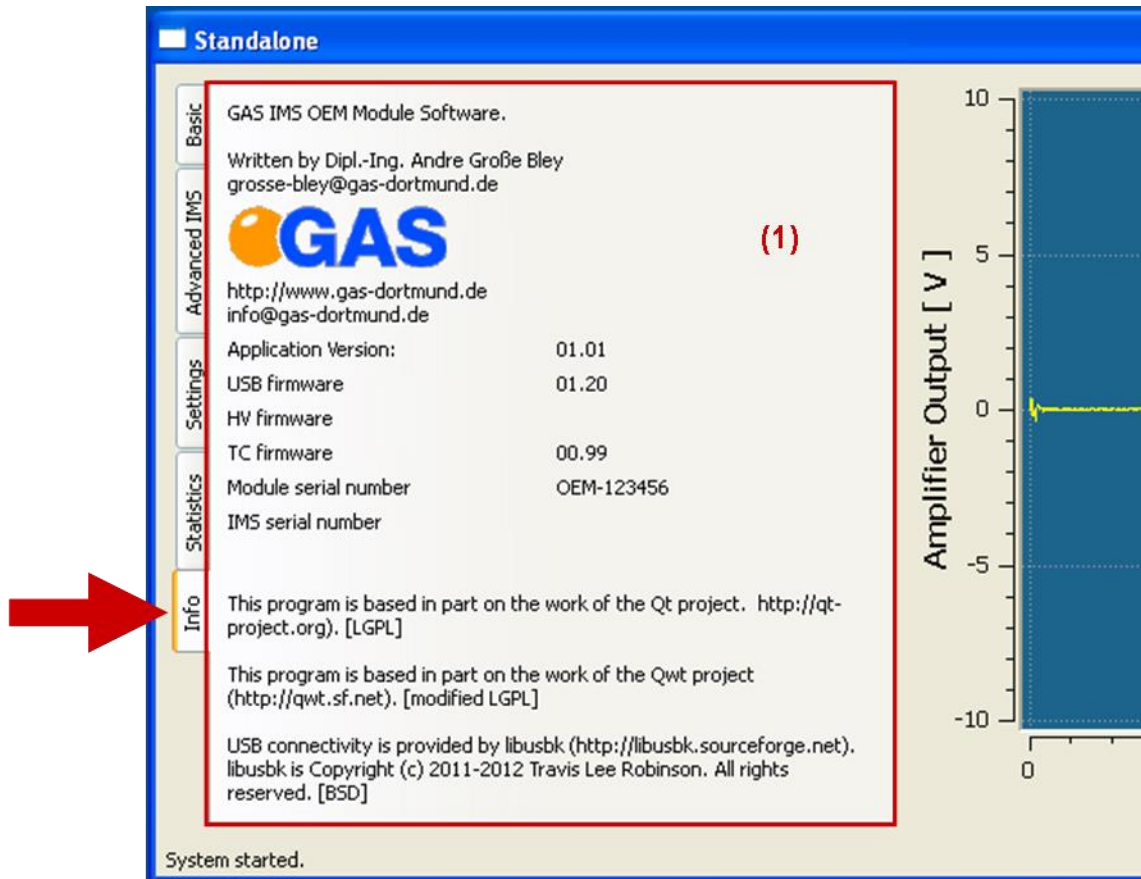 Standalone
Basic
Advanced IMS
Settings
Statistics
Info
GAS IMS OEM Module Software.
Written by Dipl.-Ing. Andre Große Bley
grosse-bley@gas-dortmund.de
GAS
(1)
http://www.gas-dortmund.de
info@gas-dortmund.de
Application Version: 01.01
USB firmware 01.20
HV firmware
TC firmware 00.99
Module serial number OEM-123456
IMS serial number
This program is based in part on the work of the Qt project. http://qt-
project.org). [LGPL]
This program is based in part on the work of the Qwt project
(http://qwt.sf.net). [modified LGPL]
USB connectivity is provided by libusbk (http://libusbk.sourceforge.net).
libusbk is Copyright (c) 2011-2012 Travis Lee Robinson. All rights
reserved. [BSD]
Amplifier Output [ V ]
10
5
0
-5
-10
0
System started.